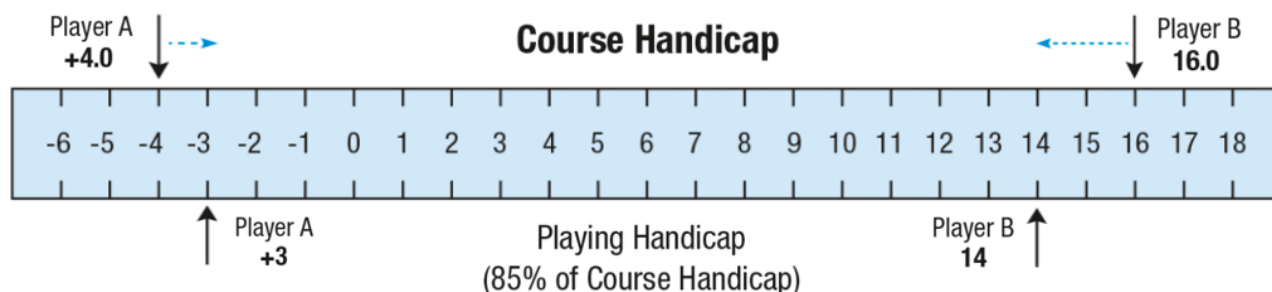 Player A
+4.0
Course Handicap
Player B
16.0
-6 -5 -4 -3 -2 -1 0 1 2 3 4 5 6 7 8 9 10 11 12 13 14 15 16 17 18
Player A
+3
Playing Handicap
(85% of Course Handicap)
Player B
14